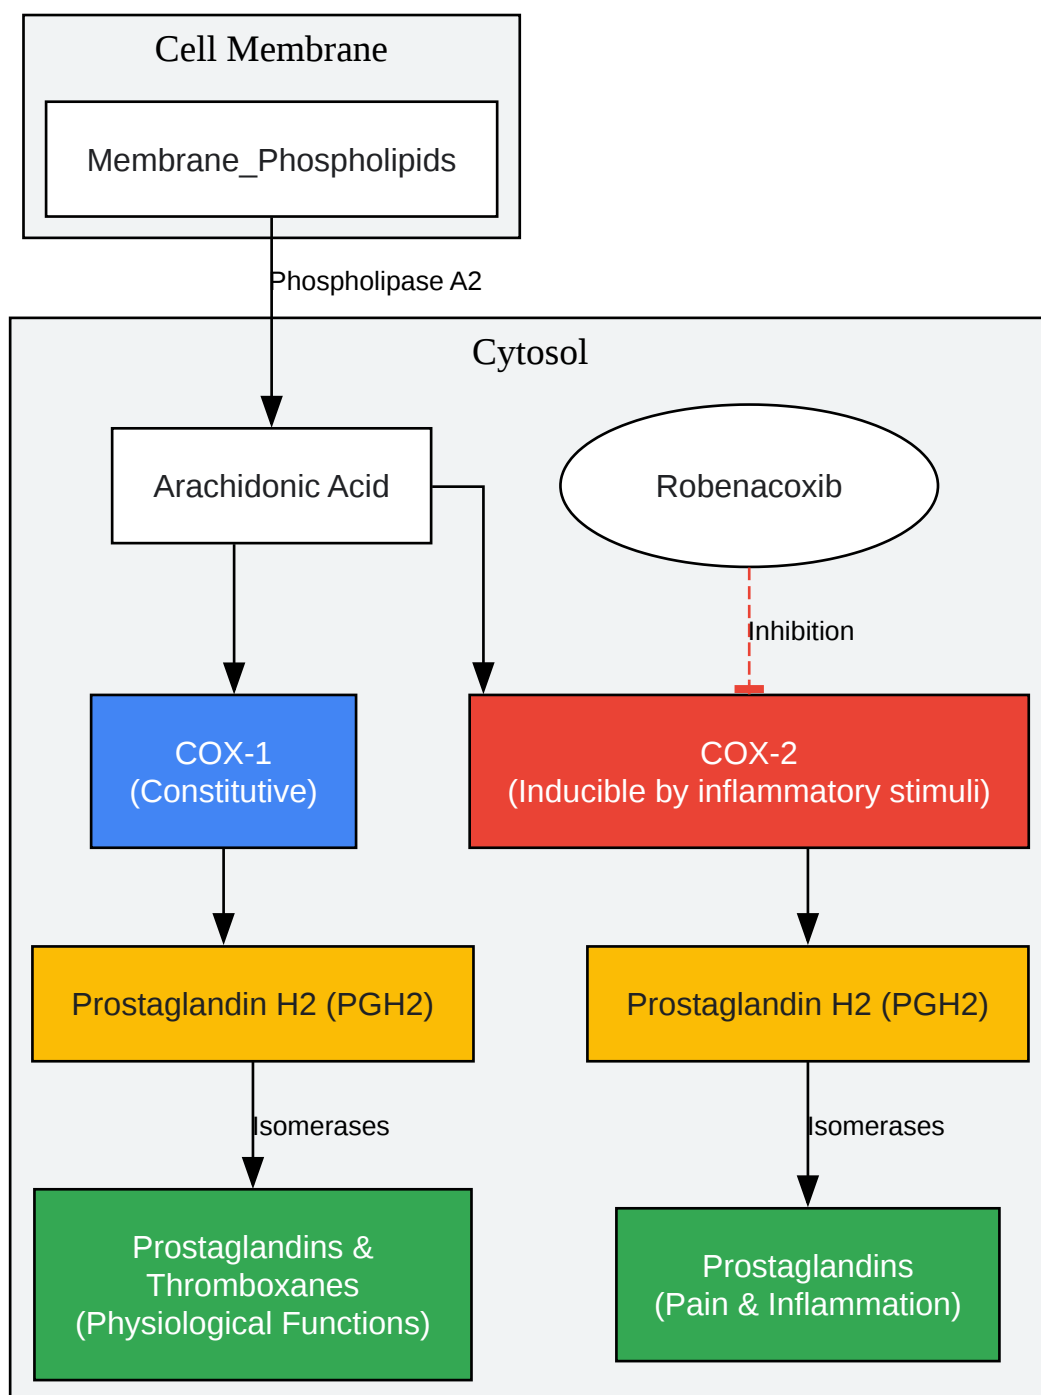 Cell Membrane
Membrane_Phospholipids
Phospholipase A2
Cytosol
Arachidonic Acid
Robenacoxib
Inhibition
COX-1
(Constitutive)
COX-2
(Inducible by inflammatory stimuli)
Prostaglandin H2 (PGH2)
Prostaglandin H2 (PGH2)
Isomerases
Isomerases
Prostaglandins &
Thromboxanes
(Physiological Functions)
Prostaglandins
(Pain & Inflammation)